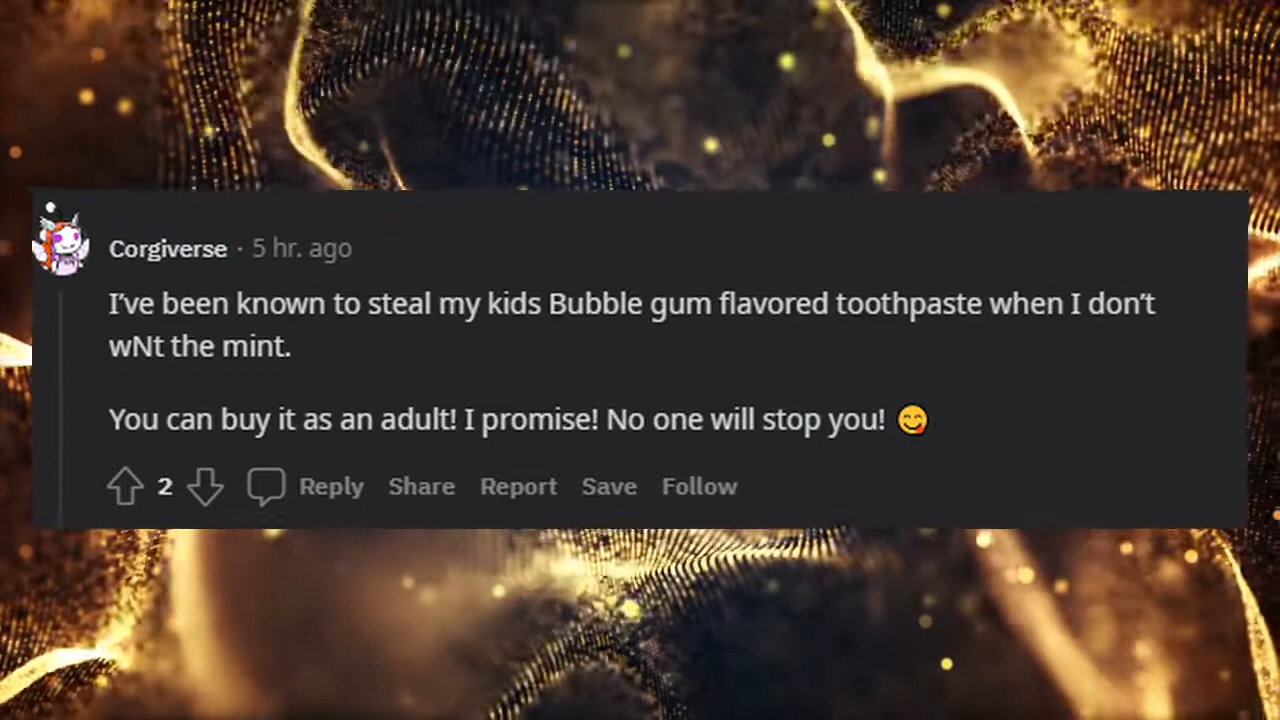 Corgiverse · 5 hr. ago
I’ve been known to steal my kids Bubble gum flavored toothpaste when I don’t
wNt the mint.
You can buy it as an adult! I promise! No one will stop you! 😋
2 Reply Share Report Save Follow